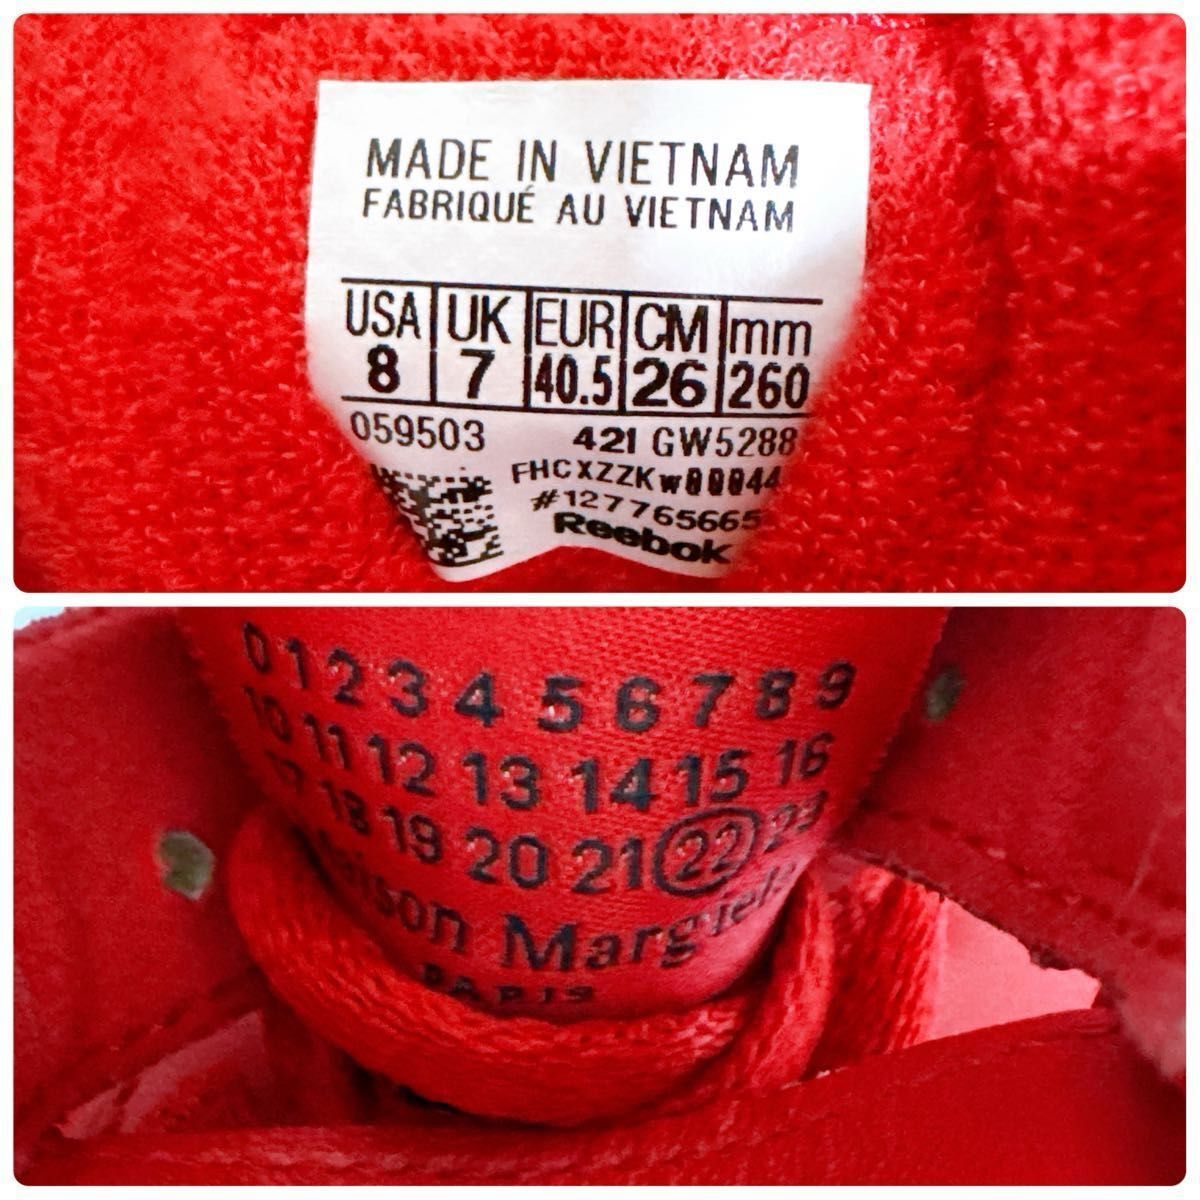 MADE IN VIETNAM
FABRIQUÉ AU VIETNAM
USA UK EUR CM mm
8 7 40.5 26 260
059503 421 GW5288
#127765665
Reebok
0 1 2 3 4 5 6 7 8 9
10 11 12 13 14 15 16
17 18 19 20 21 22 23
Maison Margiela
PARIS